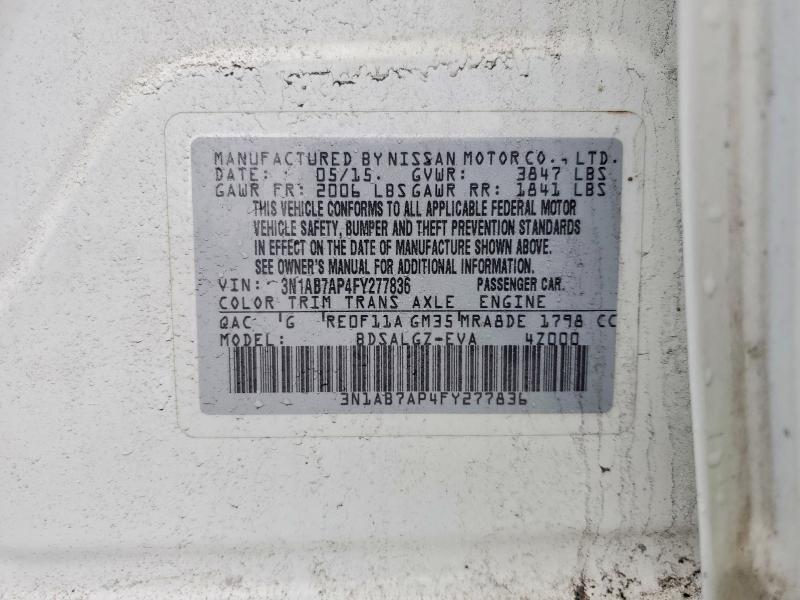 MANUFACTURED BY NISSAN MOTOR CO., LTD.
DATE: 05/15. GVWR: 3847 LBS
GAWR FR: 2006 LBS GAWR RR: 1841 LBS
THIS VEHICLE CONFORMS TO ALL APPLICABLE FEDERAL MOTOR
VEHICLE SAFETY, BUMPER AND THEFT PREVENTION STANDARDS
IN EFFECT ON THE DATE OF MANUFACTURE SHOWN ABOVE.
SEE OWNER'S MANUAL FOR ADDITIONAL INFORMATION.
VIN: 3N1AB7AP4FY277836 PASSENGER CAR.
COLOR TRIM TRANS AXLE ENGINE
QAC G RE0F11A GM35 MRA8DE 1798 CC
MODEL: BDSALGZ-EVA 4Z000
3N1AB7AP4FY277836